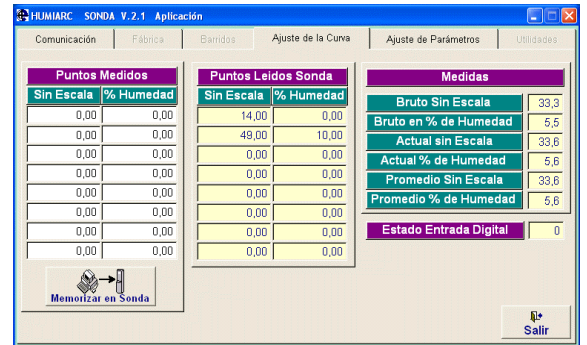 HUMIARC SONDA V.2.1 Aplicación
Comunicación Fábrica Barridos Ajuste de la Curva Ajuste de Parámetros Utilidades
Puntos Medidos
Sin Escala % Humedad
0,00 0,00
0,00 0,00
0,00 0,00
0,00 0,00
0,00 0,00
0,00 0,00
0,00 0,00
0,00 0,00
Memorizar en Sonda
Puntos Leidos Sonda
Sin Escala % Humedad
14,00 0,00
49,00 10,00
0,00 0,00
0,00 0,00
0,00 0,00
0,00 0,00
0,00 0,00
0,00 0,00
Medidas
Bruto Sin Escala 33,3
Bruto en % de Humedad 5,5
Actual sin Escala 33,6
Actual % de Humedad 5,6
Promedio Sin Escala 33,6
Promedio % de Humedad 5,6
Estado Entrada Digital 0
Salir